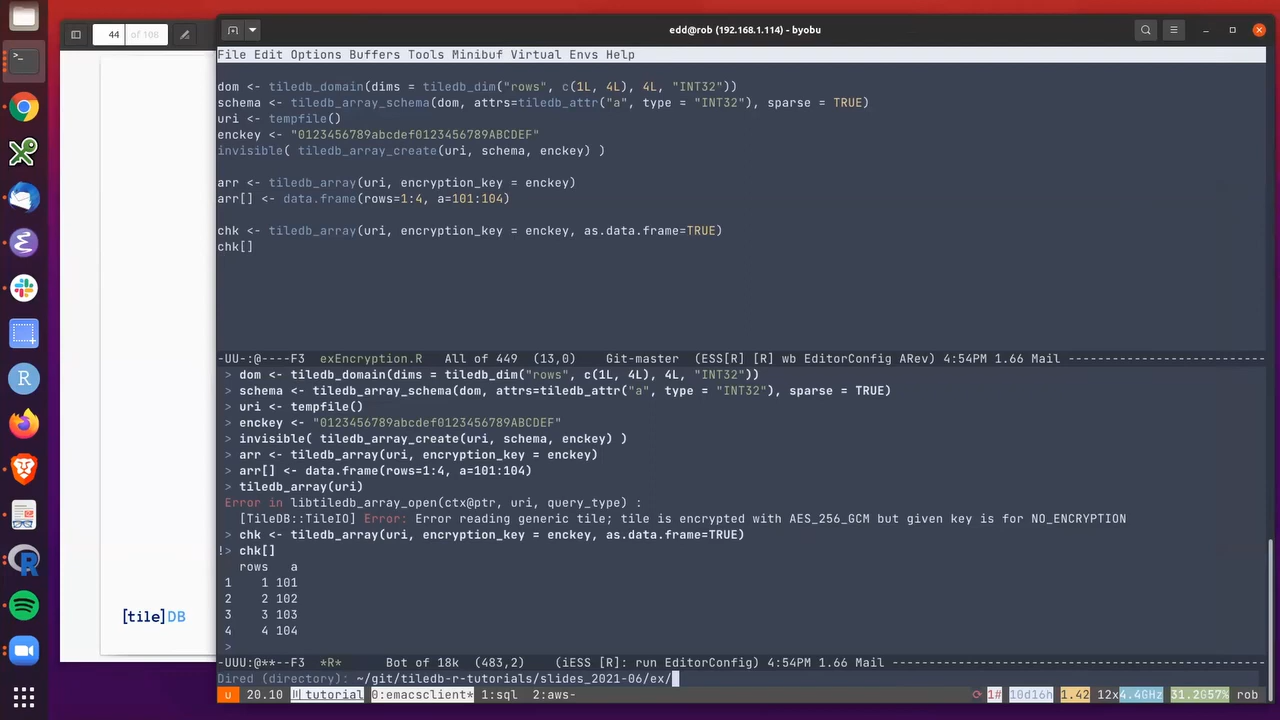 44 of 108
edd@rob (192.168.1.114) - byobu
File Edit Options Buffers Tools Minibuf Virtual Envs Help
dom <- tiledb_domain(dims = tiledb_dim("rows", c(1L, 4L), 4L, "INT32"))
schema <- tiledb_array_schema(dom, attrs=tiledb_attr("a", type = "INT32"), sparse = TRUE)
uri <- tempfile()
enckey <- "0123456789abcdef0123456789ABCDEF"
invisible( tiledb_array_create(uri, schema, enckey) )
arr <- tiledb_array(uri, encryption_key = enckey)
arr[] <- data.frame(rows=1:4, a=101:104)
chk <- tiledb_array(uri, encryption_key = enckey, as.data.frame=TRUE)
chk[]
-UU-:@----F3  exEncryption.R   All of 449  (13,0)    Git-master  (ESS[R] [R] wb EditorConfig ARev) 4:54PM 1.66 Mail --------------------------------------------
> dom <- tiledb_domain(dims = tiledb_dim("rows", c(1L, 4L), 4L, "INT32"))
> schema <- tiledb_array_schema(dom, attrs=tiledb_attr("a", type = "INT32"), sparse = TRUE)
> uri <- tempfile()
> enckey <- "0123456789abcdef0123456789ABCDEF"
> invisible( tiledb_array_create(uri, schema, enckey) )
> arr <- tiledb_array(uri, encryption_key = enckey)
> arr[] <- data.frame(rows=1:4, a=101:104)
> tiledb_array(uri)
Error in libtiledb_array_open(ctx@ptr, uri, query_type) :
[TileDB::TileIO] Error: Error reading generic tile; tile is encrypted with AES_256_GCM but given key is for NO_ENCRYPTION
> chk <- tiledb_array(uri, encryption_key = enckey, as.data.frame=TRUE)
!> chk[]
rows   a
1    1 101
2    2 102
3    3 103
4    4 104
>
-UUU:@**--F3  *R*      Bot of 18k  (483,2)    (iESS [R]: run EditorConfig) 4:54PM 1.66 Mail --------------------------------------------------
Dired (directory): ~/git/tiledb-r-tutorials/slides_2021-06/ex/
u  20.10  tutorial  0:emacsclient* 1:sql  2:aws-  1#  10d16h  1.42  12x4.4GHz  31.2G57%  rob
[tile]DB